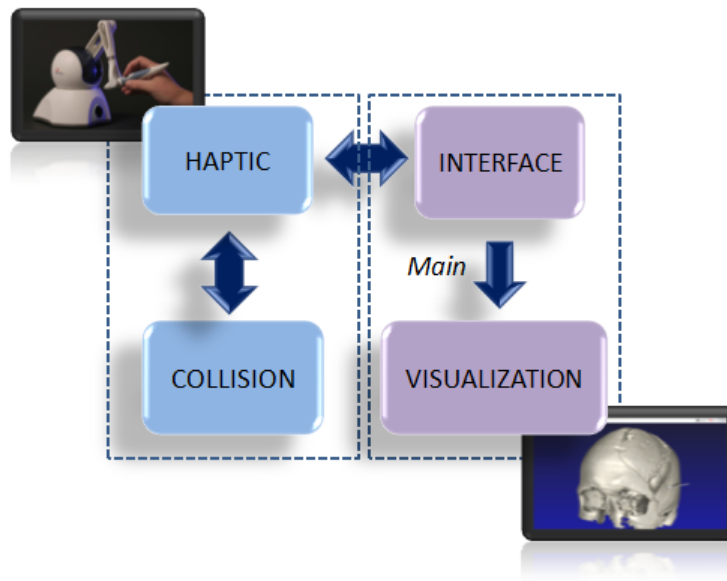 HAPTIC
INTERFACE
Main
COLLISION
VISUALIZATION